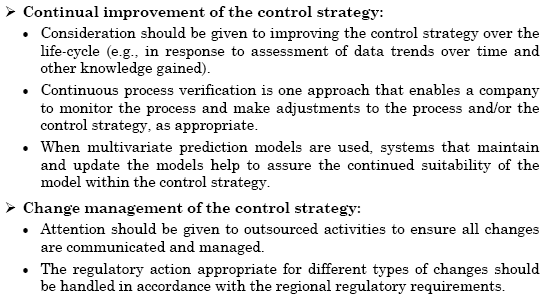 ➤ Continual improvement of the control strategy:
• Consideration should be given to improving the control strategy over the
life-cycle (e.g., in response to assessment of data trends over time and
other knowledge gained).
• Continuous process verification is one approach that enables a company
to monitor the process and make adjustments to the process and/or the
control strategy, as appropriate.
• When multivariate prediction models are used, systems that maintain
and update the models help to assure the continued suitability of the
model within the control strategy.
➤ Change management of the control strategy:
• Attention should be given to outsourced activities to ensure all changes
are communicated and managed.
• The regulatory action appropriate for different types of changes should
be handled in accordance with the regional regulatory requirements.